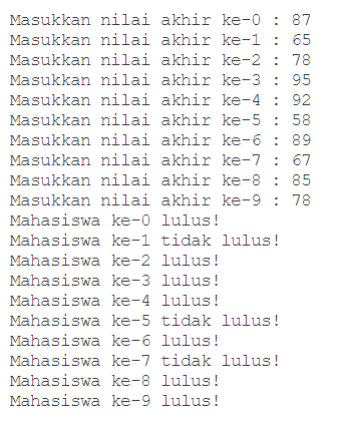 Masukkan nilai akhir ke-0 : 87
Masukkan nilai akhir ke-1 : 65
Masukkan nilai akhir ke-2 : 78
Masukkan nilai akhir ke-3 : 95
Masukkan nilai akhir ke-4 : 92
Masukkan nilai akhir ke-5 : 58
Masukkan nilai akhir ke-6 : 89
Masukkan nilai akhir ke-7 : 67
Masukkan nilai akhir ke-8 : 85
Masukkan nilai akhir ke-9 : 78
Mahasiswa ke-0 lulus!
Mahasiswa ke-1 tidak lulus!
Mahasiswa ke-2 lulus!
Mahasiswa ke-3 lulus!
Mahasiswa ke-4 lulus!
Mahasiswa ke-5 tidak lulus!
Mahasiswa ke-6 lulus!
Mahasiswa ke-7 tidak lulus!
Mahasiswa ke-8 lulus!
Mahasiswa ke-9 lulus!